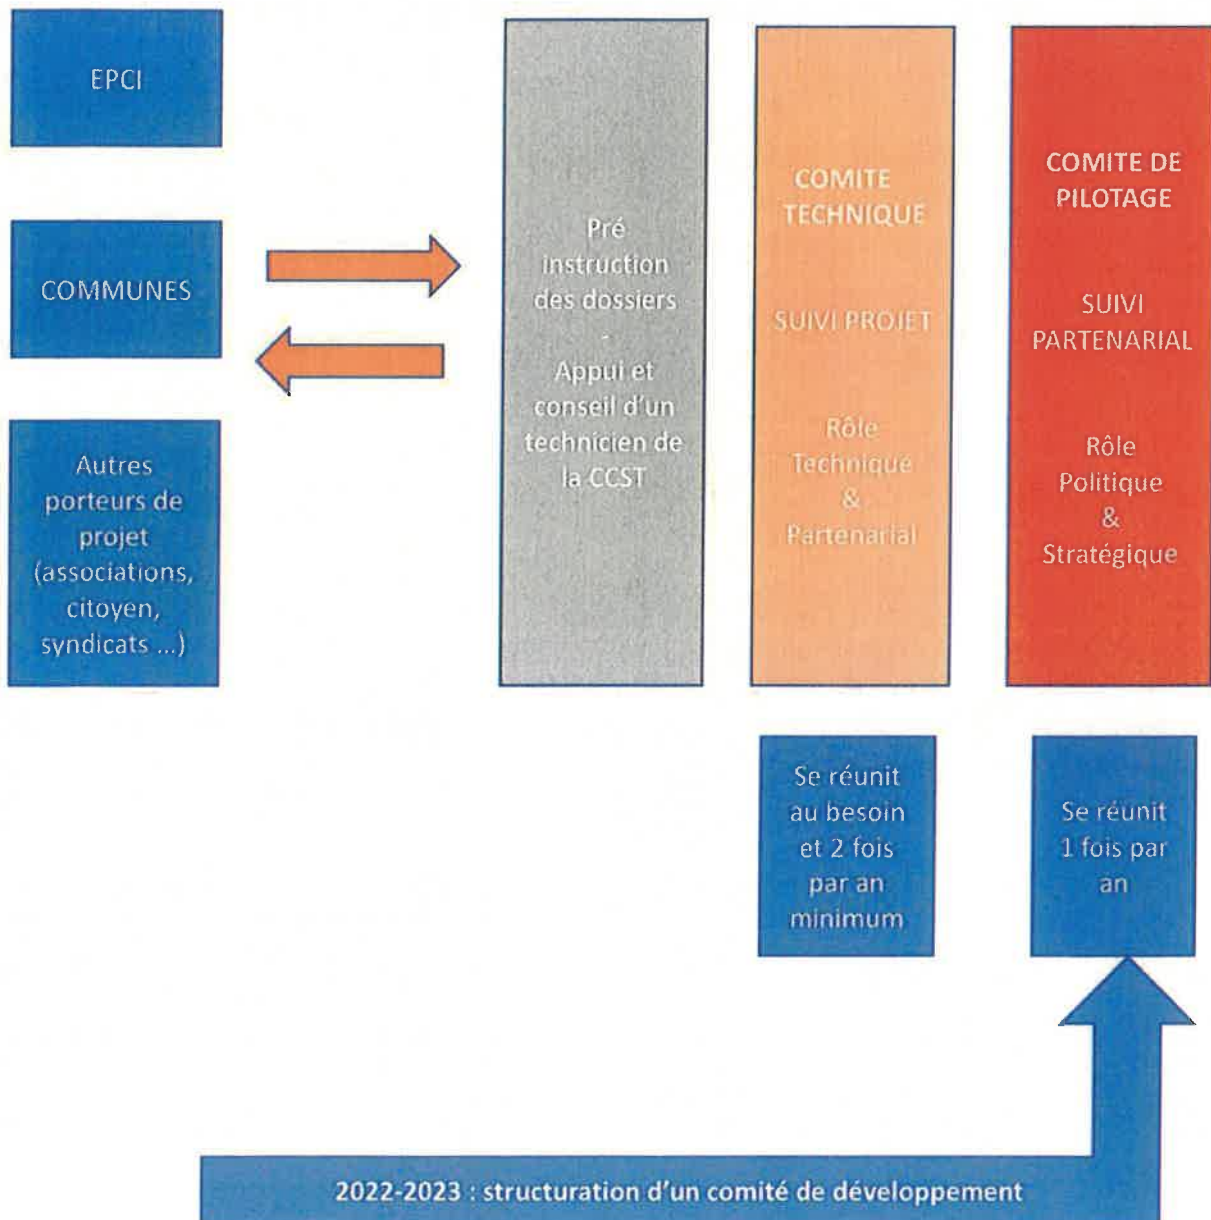 EPCI
COMMUNES
Autres
porteurs de
projet
(associations,
citoyen,
syndicats ...)
Pré
instruction
des dossiers
-
Appui et
conseil d'un
technicien de
la CCST
COMITE
TECHNIQUE
SUIVI PROJET
Rôle
Technique
&
Partenarial
COMITE DE
PILOTAGE
SUIVI
PARTENARIAL
Rôle
Politique
&
Stratégique
Se réunit
au besoin
et 2 fois
par an
minimum
Se réunit
1 fois par
an
2022-2023 : structuration d'un comité de développement